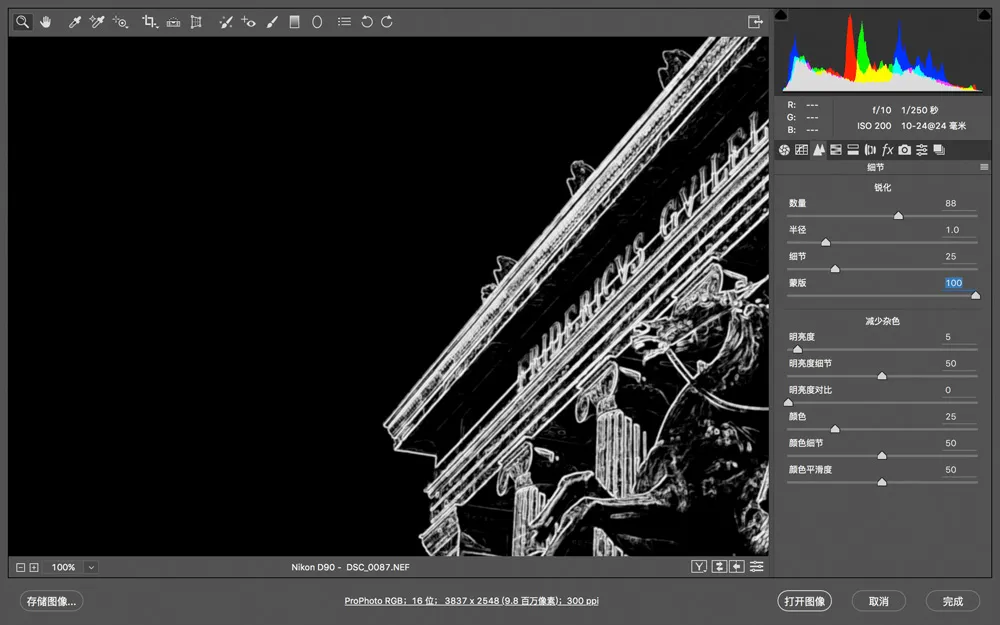 R: ---
G: ---
B: ---
f/10 1/250 秒
ISO 200 10-24@24 毫米
fx
细节
锐化
数量 88
半径 1.0
细节 25
蒙版 100
减少杂色
明亮度 5
明亮度细节 50
明亮度对比 0
颜色 25
颜色细节 50
颜色平滑度 50
FRIDERICVS GVILEL
100%
Nikon D90 - DSC_0087.NEF
Y
存储图像...
ProPhoto RGB; 16 位; 3837 x 2548 (9.8 百万像素); 300 ppi
打开图像
取消
完成